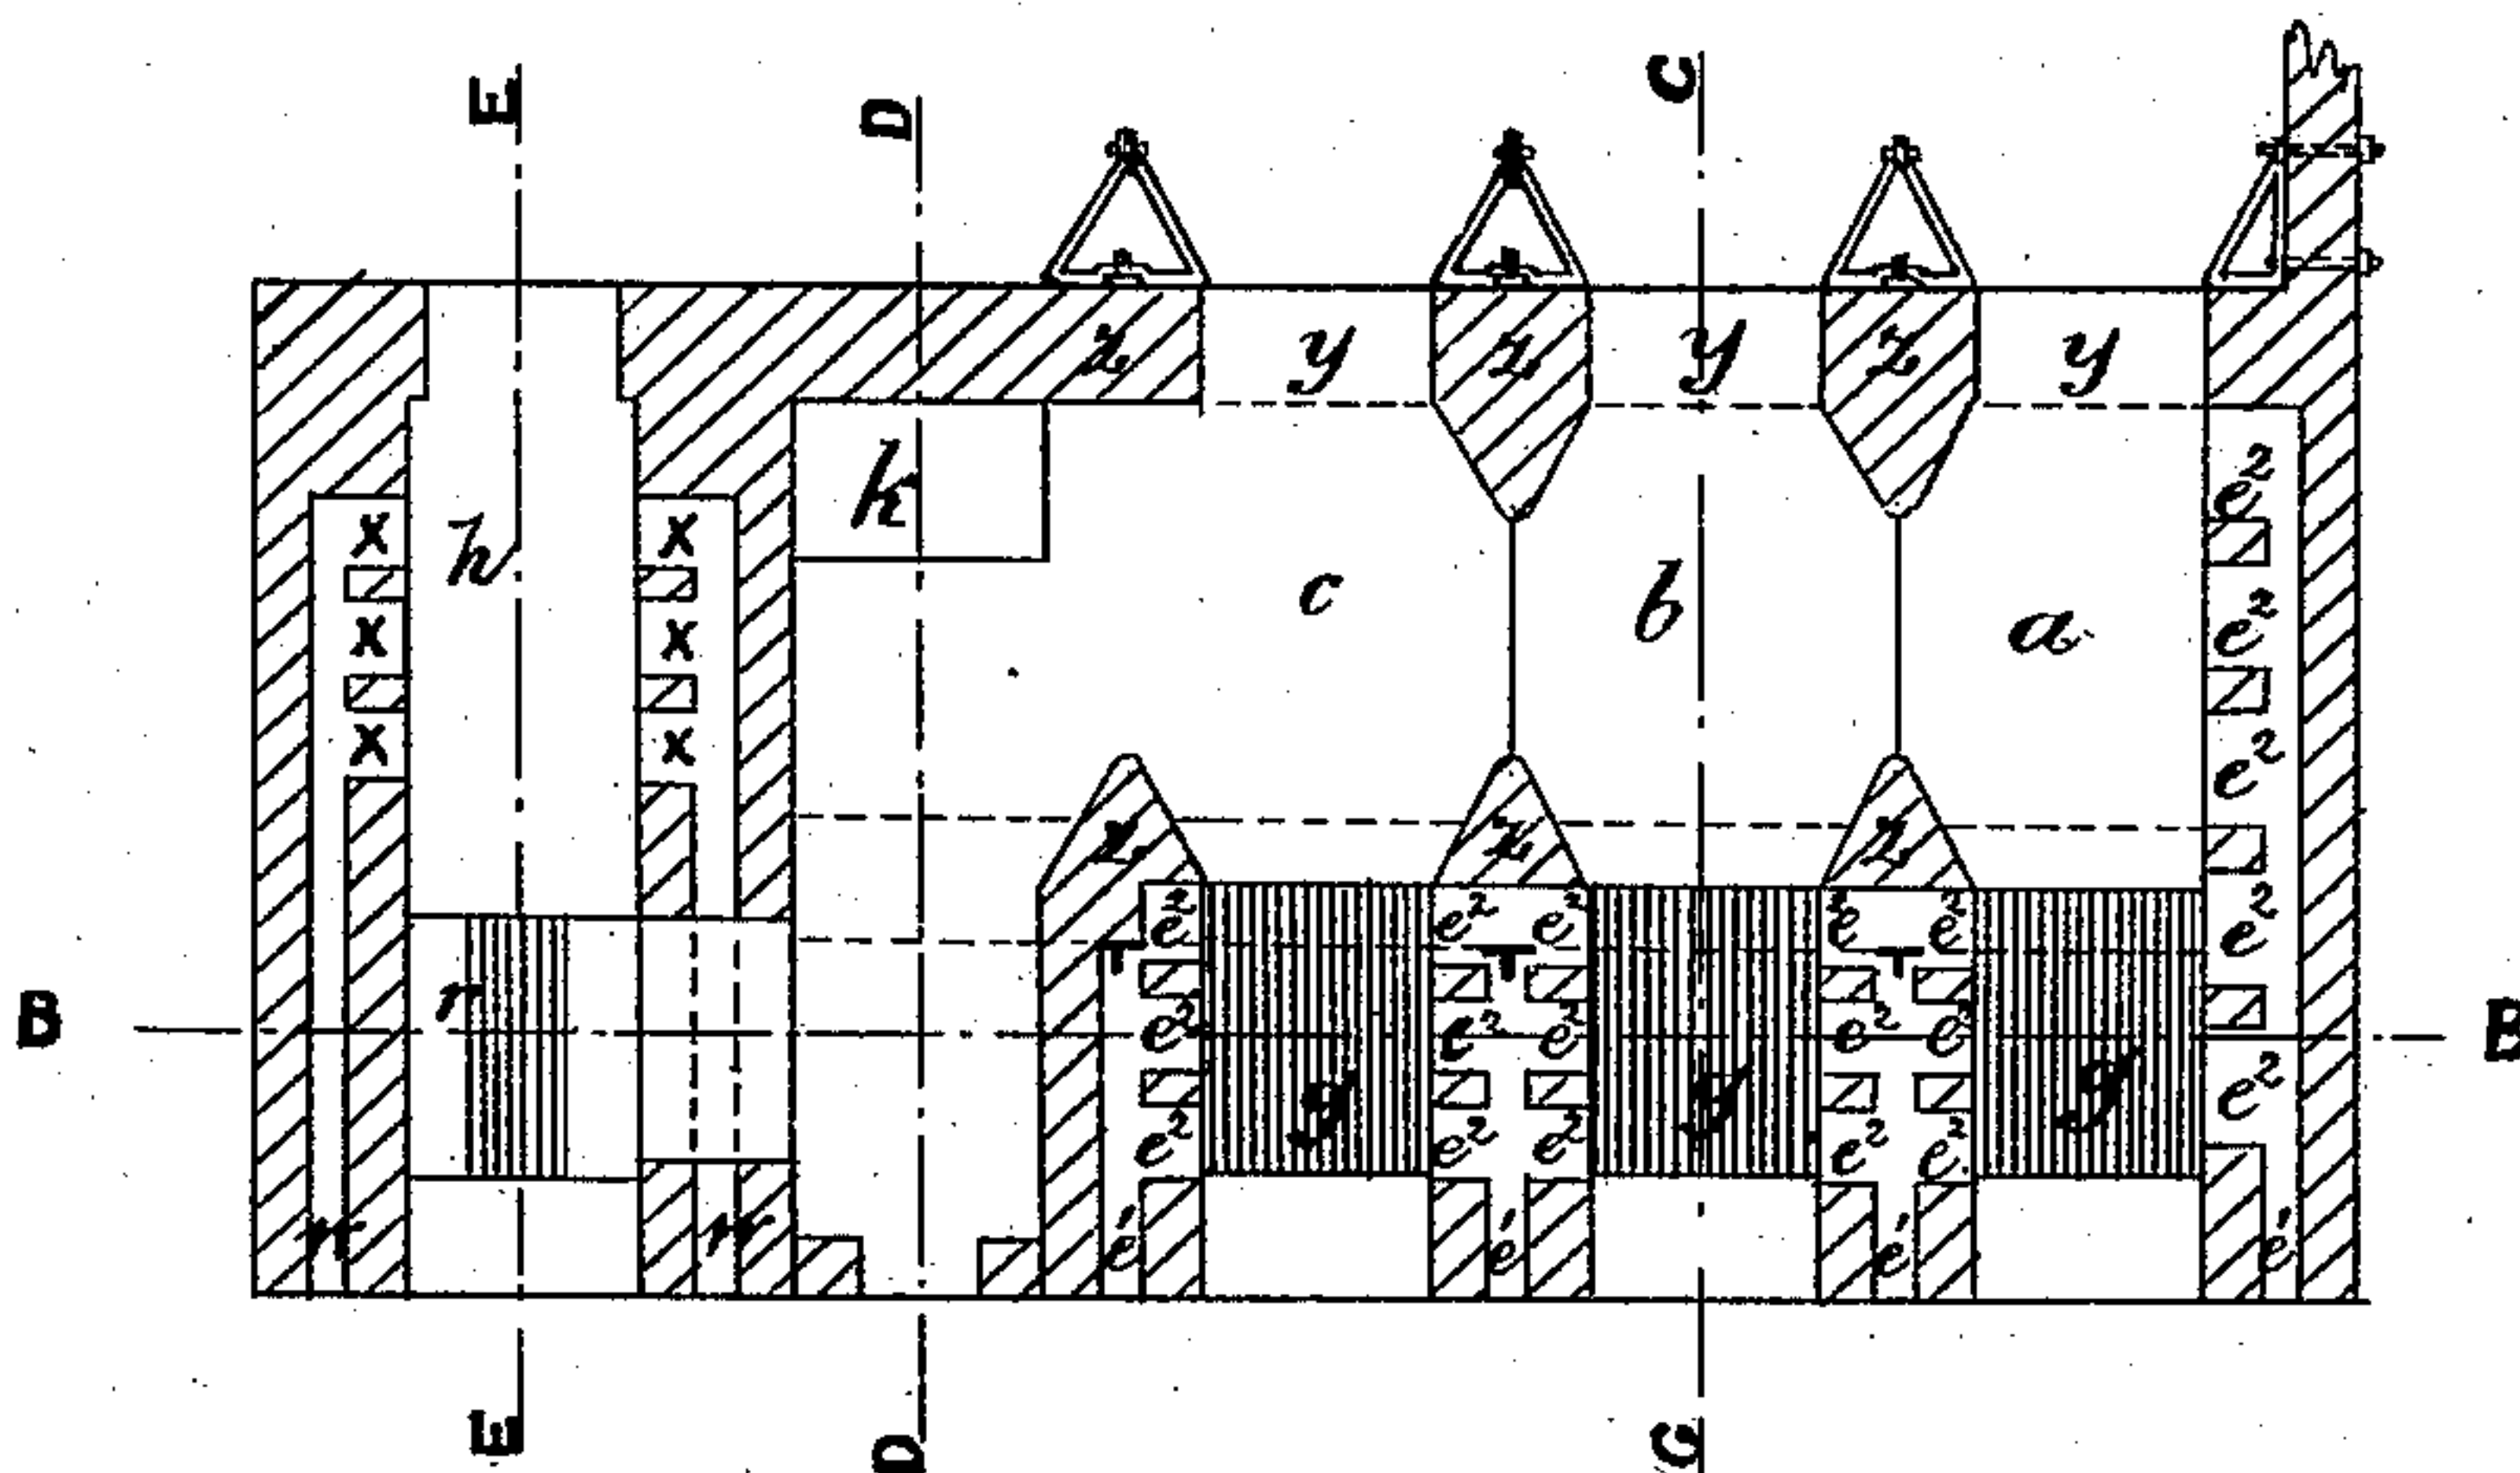 E D C
z y z y z y
k
h
x x e²
c b a
x x e²
x x e²
z z z
e² e² e² e² e² e²
T T T
r
B e² e² e² e² e² e² B
g g g
e² e² e² e² e²
n n e' e' e' e'
E D C